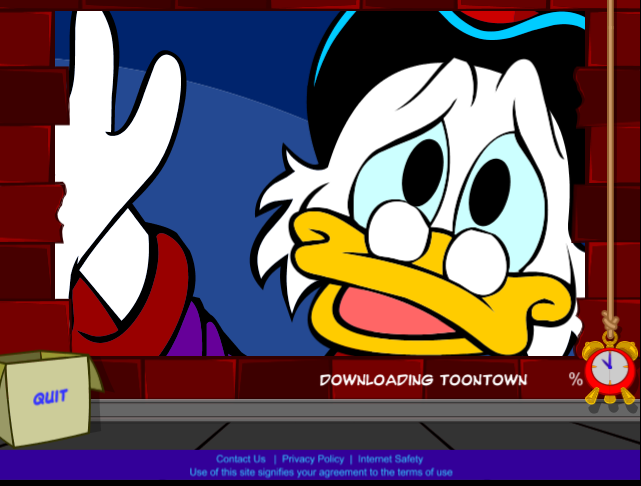 DOWNLOADING TOONTOWN %
QUIT
Contact Us | Privacy Policy | Internet Safety
Use of this site signifies your agreement to the terms of use